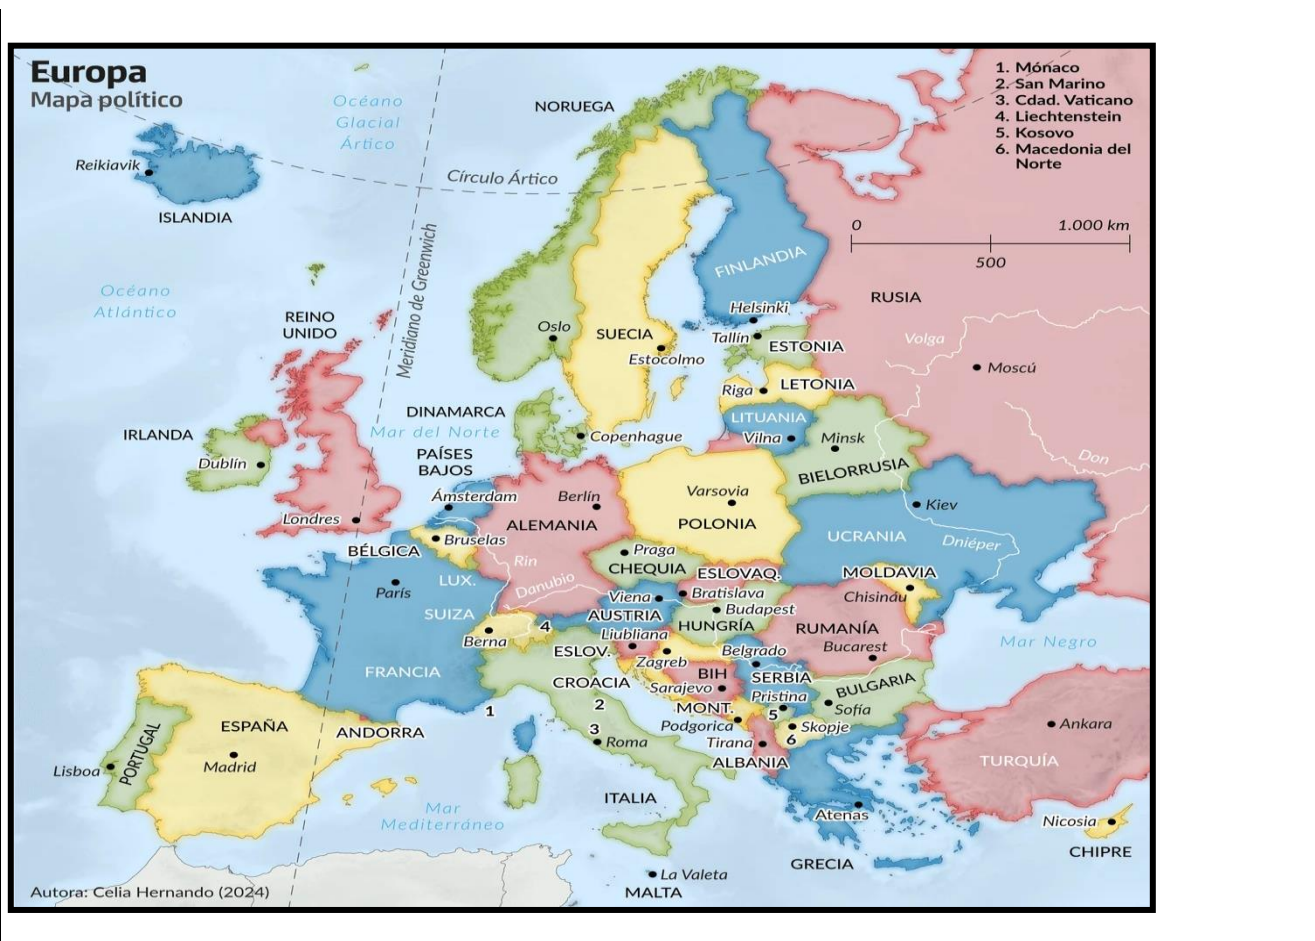 Europa
Mapa político
1. Mónaco
2. San Marino
3. Cdad. Vaticano
4. Liechtenstein
5. Kosovo
6. Macedonia del
Norte
Océano
Glacial
Ártico
NORUEGA
Reikiavik
ISLANDIA
Círculo Ártico
0
1.000 km
500
Meridiano de Greenwich
FINLANDIA
Océano
Atlántico
RUSIA
REINO
UNIDO
Helsinki
Oslo
SUECIA
Tallín
ESTONIA
Volga
Estocolmo
Moscú
Riga
LETONIA
DINAMARCA
LITUANIA
Mar del Norte
Copenhague
IRLANDA
Vilna
Minsk
PAÍSES
BAJOS
Dublín
BIELORRUSIA
Don
Ámsterdam
Berlín
Varsovia
Kiev
Londres
ALEMANIA
POLONIA
UCRANIA
Dniéper
BÉLGICA
Bruselas
Praga
CHEQUIA
Rin
LUX.
ESLOVAQ.
MOLDAVIA
París
Danubio
Viena
Bratislava
Chisináu
SUIZA
AUSTRIA
Budapest
4
HUNGRÍA
RUMANÍA
Berna
Liubliana
ESLOV.
Zagreb
Belgrado
Bucarest
Mar Negro
FRANCIA
CROACIA
BIH
SERBIA
Sarajevo
Pristina
BULGARIA
1
2
MONT.
5
Sofía
ESPAÑA
ANDORRA
3
Podgorica
Skopje
Ankara
PORTUGAL
Roma
Tirana
6
Lisboa
Madrid
ALBANIA
TURQUÍA
ITALIA
Mar
Mediterráneo
Atenas
Nicosia
GRECIA
CHIPRE
La Valeta
MALTA
Autora: Celia Hernando (2024)